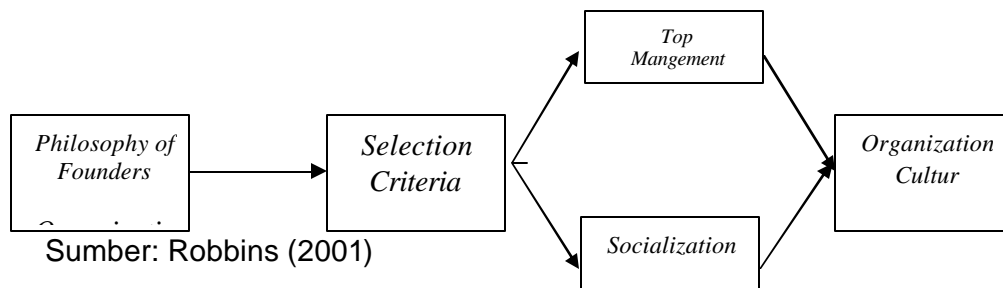 Philosophy of
Founders
Selection
Criteria
Top
Mangement
Socialization
Organization
Cultur
Sumber: Robbins (2001)